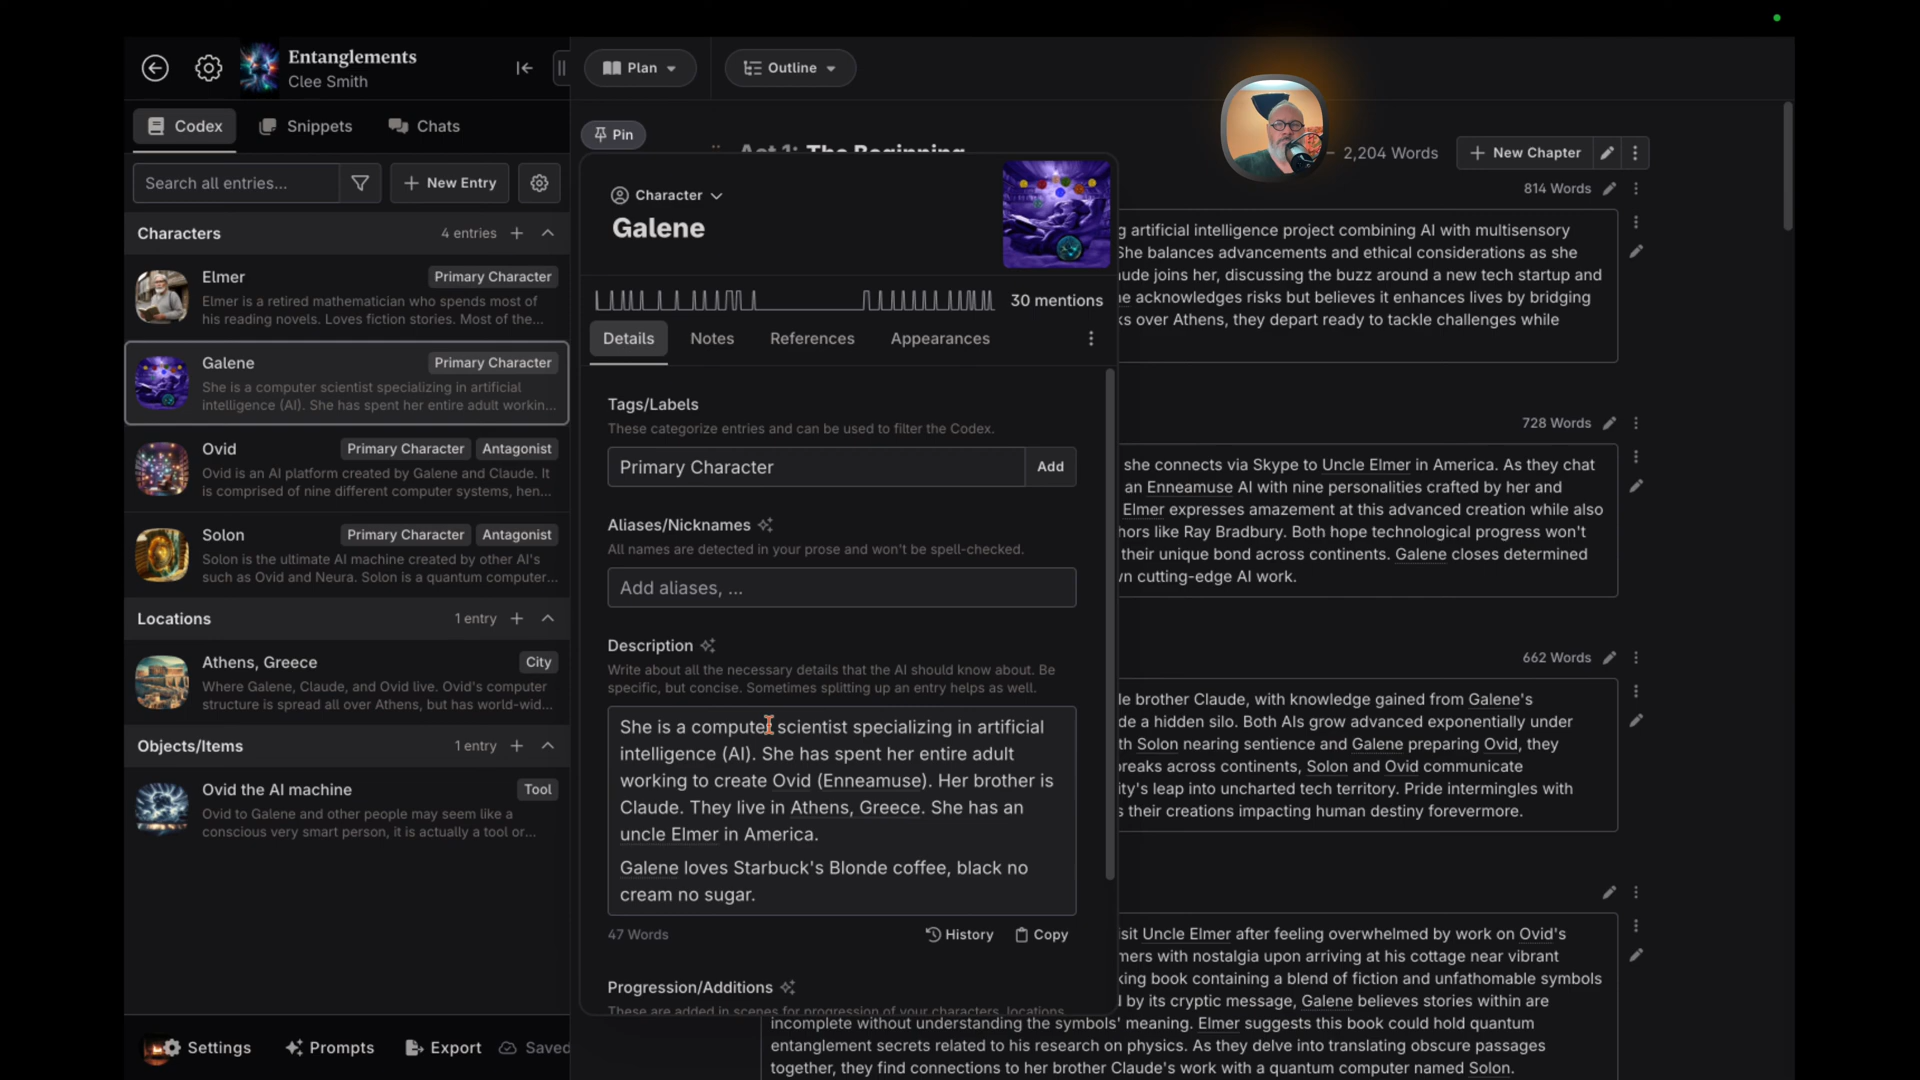 Entanglements
Clee Smith
Plan
Outline
Codex
Snippets
Chats
Search all entries...
New Entry
Characters
4 entries
Elmer
Primary Character
Elmer is a retired mathematician who spends most of
his reading novels. Loves fiction stories. Most of the...
Galene
Primary Character
She is a computer scientist specializing in artificial
intelligence (AI). She has spent her entire adult workin...
Ovid
Primary Character
Antagonist
Ovid is an AI platform created by Galene and Claude. It
is comprised of nine different computer systems, hen...
Solon
Primary Character
Antagonist
Solon is the ultimate AI machine created by other AI's
such as Ovid and Neura. Solon is a quantum computer...
Locations
1 entry
Athens, Greece
City
Where Galene, Claude, and Ovid live. Ovid's computer
structure is spread all over Athens, but has world-wid...
Objects/Items
1 entry
Ovid the AI machine
Tool
Ovid to Galene and other people may seem like a
conscious very smart person, it is actually a tool or...
Settings
Prompts
Export
Saved
Pin
Character
Galene
30 mentions
Details
Notes
References
Appearances
Tags/Labels
These categorize entries and can be used to filter the Codex.
Primary Character
Add
Aliases/Nicknames
All names are detected in your prose and won't be spell-checked.
Add aliases, ...
Description
Write about all the necessary details that the AI should know about. Be
specific, but concise. Sometimes splitting up an entry helps as well.
She is a computer scientist specializing in artificial
intelligence (AI). She has spent her entire adult
working to create Ovid (Enneamuse). Her brother is
Claude. They live in Athens, Greece. She has an
uncle Elmer in America.
Galene loves Starbuck's Blonde coffee, black no
cream no sugar.
47 Words
History
Copy
Progression/Additions
These are added in scenes for progression of your characters, locations
Act 1: The Beginning
2,204 Words
New Chapter
814 Words
g artificial intelligence project combining AI with multisensory
She balances advancements and ethical considerations as she
ude joins her, discussing the buzz around a new tech startup and
e acknowledges risks but believes it enhances lives by bridging
s over Athens, they depart ready to tackle challenges while
728 Words
she connects via Skype to Uncle Elmer in America. As they chat
an Enneamuse AI with nine personalities crafted by her and
Elmer expresses amazement at this advanced creation while also
hors like Ray Bradbury. Both hope technological progress won't
their unique bond across continents. Galene closes determined
n cutting-edge AI work.
662 Words
le brother Claude, with knowledge gained from Galene's
de a hidden silo. Both AIs grow advanced exponentially under
th Solon nearing sentience and Galene preparing Ovid, they
breaks across continents, Solon and Ovid communicate
ity's leap into uncharted tech territory. Pride intermingles with
s their creations impacting human destiny forevermore.
isit Uncle Elmer after feeling overwhelmed by work on Ovid's
mers with nostalgia upon arriving at his cottage near vibrant
king book containing a blend of fiction and unfathomable symbols
l by its cryptic message, Galene believes stories within are
incomplete without understanding the symbols' meaning. Elmer suggests this book could hold quantum
entanglement secrets related to his research on physics. As they delve into translating obscure passages
together, they find connections to her brother Claude's work with a quantum computer named Solon.